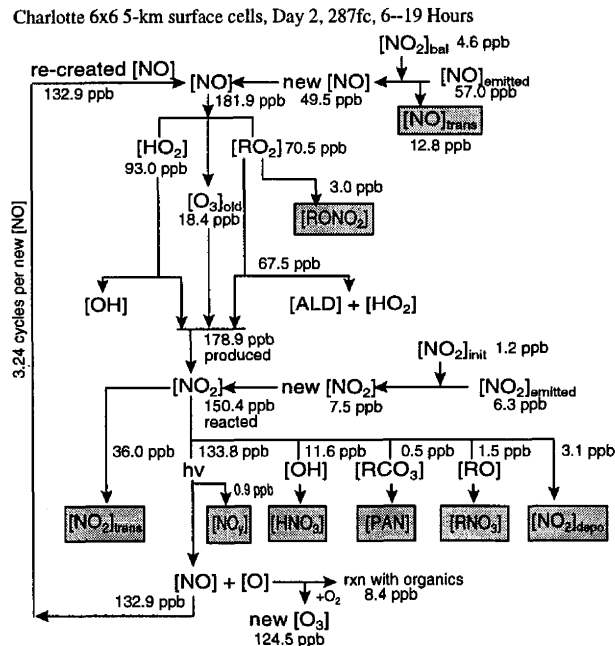 Charlotte 6x6 5-km surface cells, Day 2, 287fc, 6--19 Hours
[NO₂]bal 4.6 ppb
re-created [NO]
132.9 ppb
[NO]
181.9 ppb
new [NO]
49.5 ppb
[NO]emitted
57.0 ppb
[NO]trans
12.8 ppb
[HO₂]
93.0 ppb
[RO₂] 70.5 ppb
3.0 ppb
[RONO₂]
[O₃]old
18.4 ppb
3.24 cycles per new [NO]
67.5 ppb
[OH]
[ALD] + [HO₂]
178.9 ppb
produced
[NO₂]init 1.2 ppb
[NO₂]
150.4 ppb
reacted
new [NO₂]
7.5 ppb
[NO₂]emitted
6.3 ppb
36.0 ppb
133.8 ppb
11.6 ppb
0.5 ppb
1.5 ppb
3.1 ppb
hν
[OH]
[RCO₃]
[RO]
0.9 ppb
[NO₂]trans
[NOy]
[HNO₃]
[PAN]
[RNO₃]
[NO₂]depo
[NO] + [O]
132.9 ppb
rxn with organics
8.4 ppb
+O₂
new [O₃]
124.5 ppb